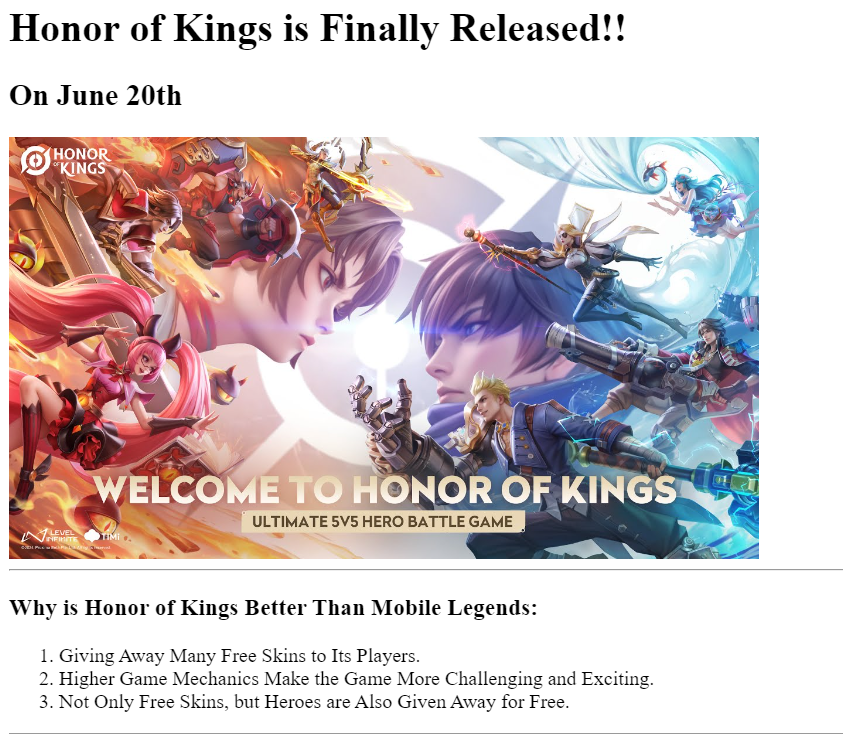 Honor of Kings is Finally Released!!
On June 20th
HONOR
OF KINGS
WELCOME TO HONOR OF KINGS
ULTIMATE 5V5 HERO BATTLE GAME
LEVEL
INFINITE
TIMI
Why is Honor of Kings Better Than Mobile Legends:
1. Giving Away Many Free Skins to Its Players.
2. Higher Game Mechanics Make the Game More Challenging and Exciting.
3. Not Only Free Skins, but Heroes are Also Given Away for Free.